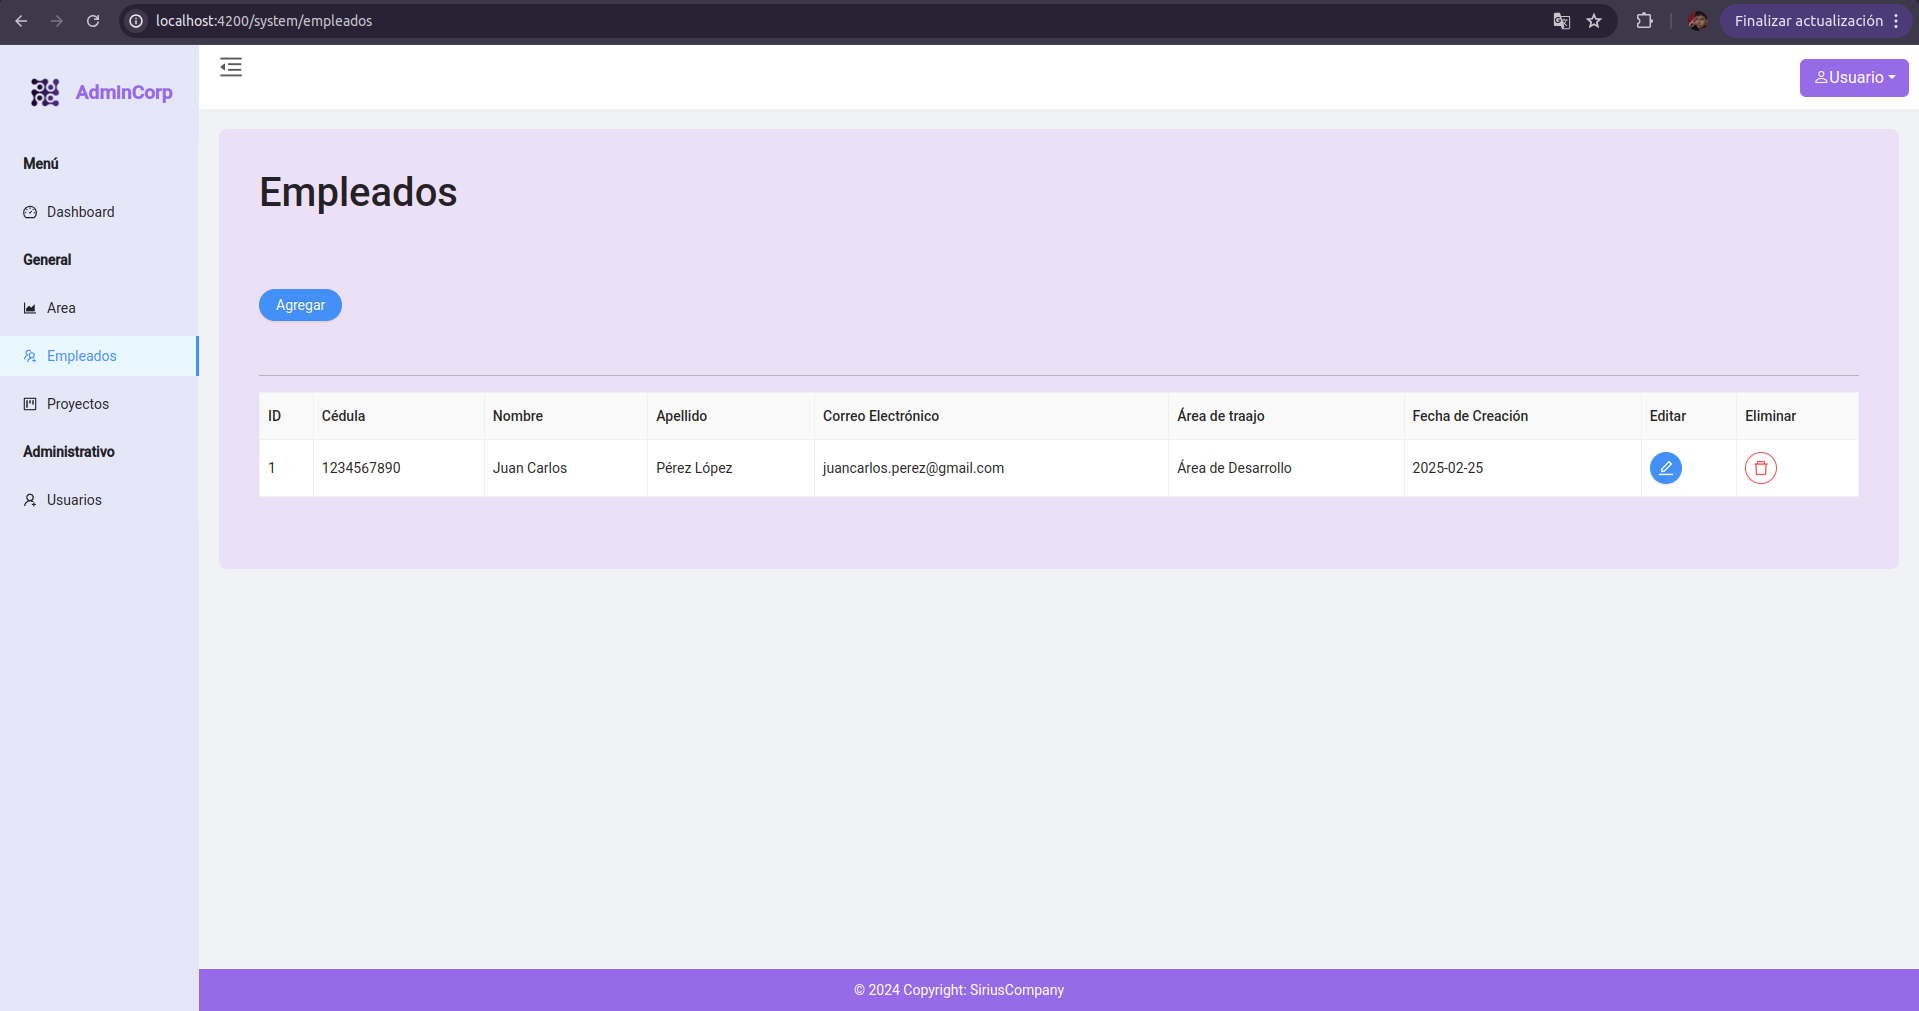 localhost:4200/system/empleados
Finalizar actualización
AdmInCorp
Usuario
Menú
Dashboard
General
Area
Empleados
Proyectos
Administrativo
Usuarios
Empleados
Agregar
ID Cédula Nombre Apellido Correo Electrónico Área de traajo Fecha de Creación Editar Eliminar
1 1234567890 Juan Carlos Pérez López juancarlos.perez@gmail.com Área de Desarrollo 2025-02-25
© 2024 Copyright: SiriusCompany